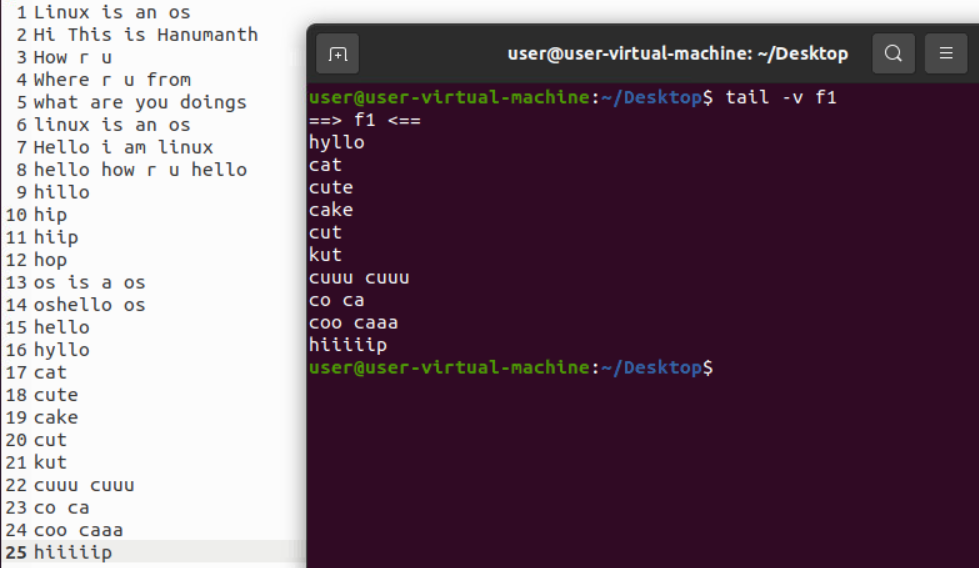 1 Linux is an os
2 Hi This is Hanumanth
3 How r u
4 Where r u from
5 what are you doings
6 linux is an os
7 Hello i am linux
8 hello how r u hello
9 hillo
10 hip
11 hiip
12 hop
13 os is a os
14 oshello os
15 hello
16 hyllo
17 cat
18 cute
19 cake
20 cut
21 kut
22 cuuu cuuu
23 co ca
24 coo caaa
25 hiiiiip
user@user-virtual-machine: ~/Desktop
user@user-virtual-machine:~/Desktop$ tail -v f1
==> f1 <==
hyllo
cat
cute
cake
cut
kut
cuuu cuuu
co ca
coo caaa
hiiiiip
user@user-virtual-machine:~/Desktop$